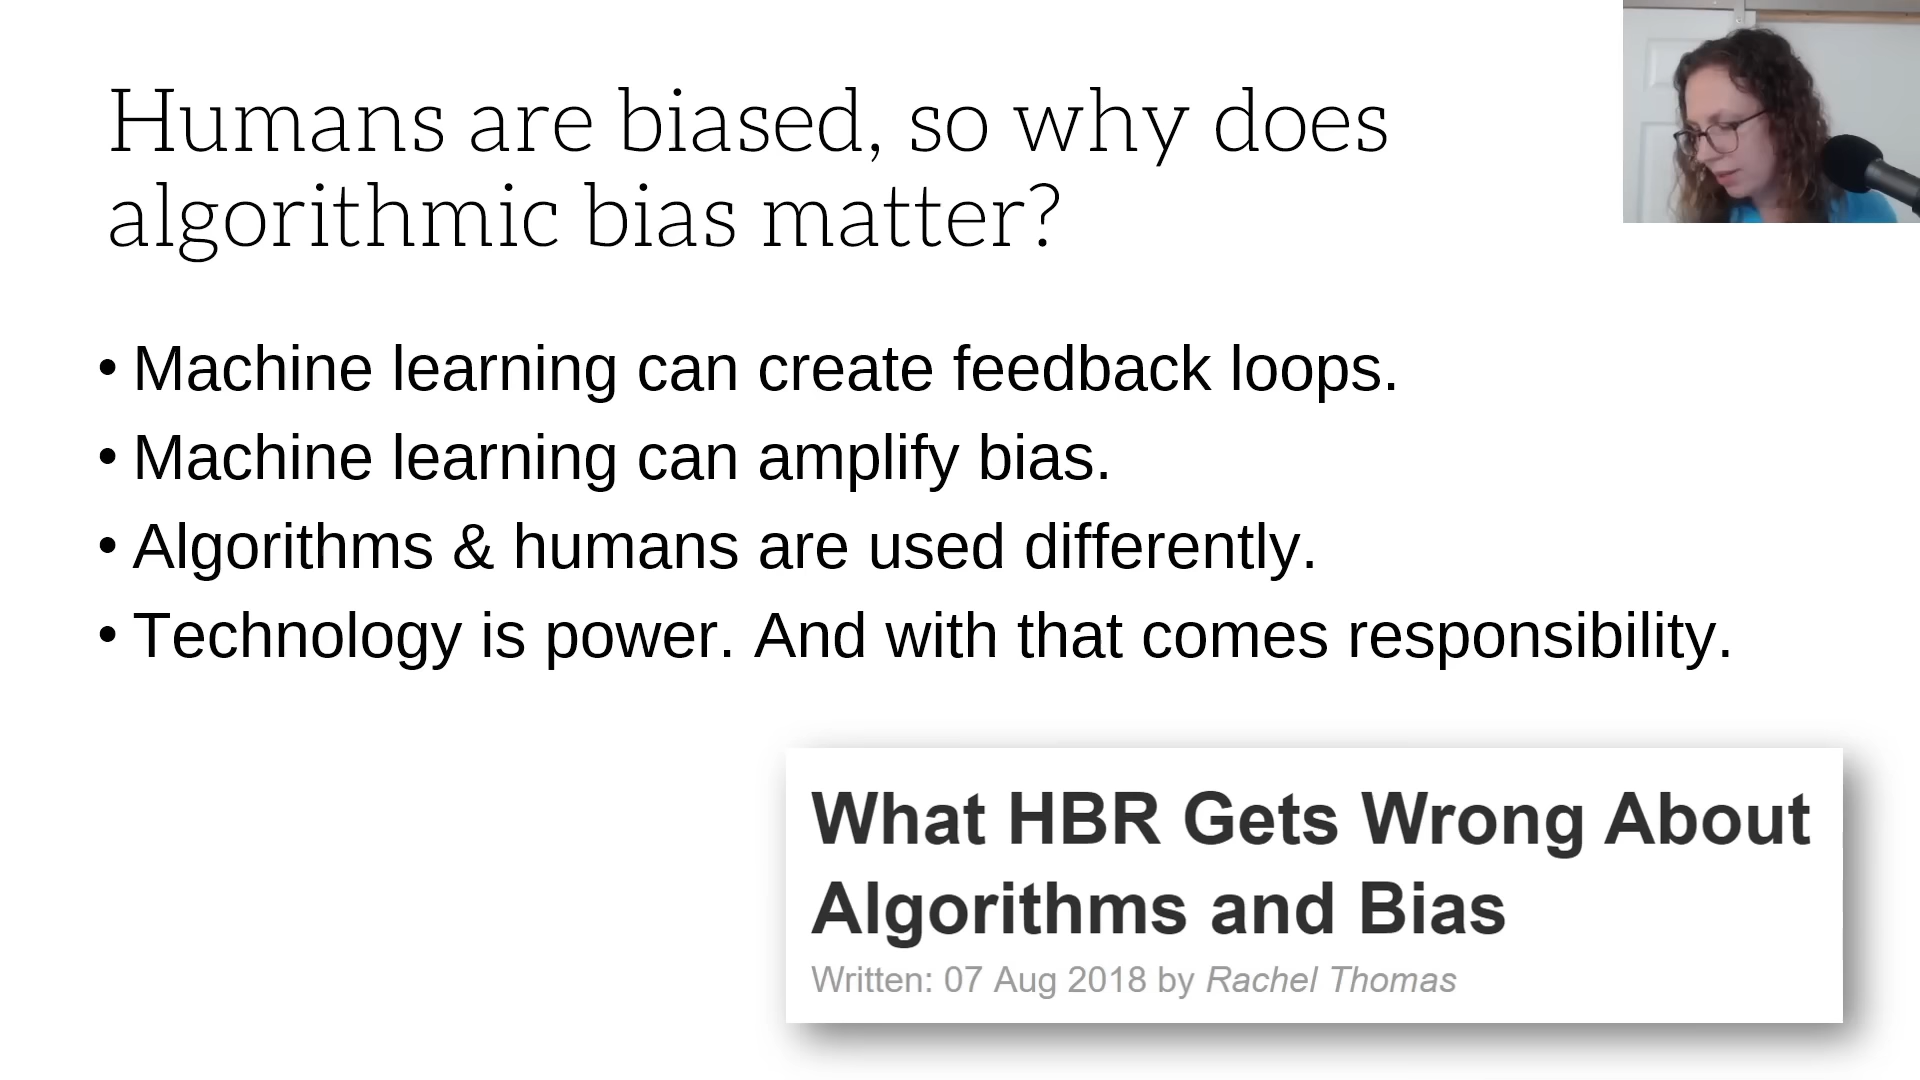 Humans are biased, so why does
algorithmic bias matter?
• Machine learning can create feedback loops.
• Machine learning can amplify bias.
• Algorithms & humans are used differently.
• Technology is power. And with that comes responsibility.
What HBR Gets Wrong About
Algorithms and Bias
Written: 07 Aug 2018 by Rachel Thomas